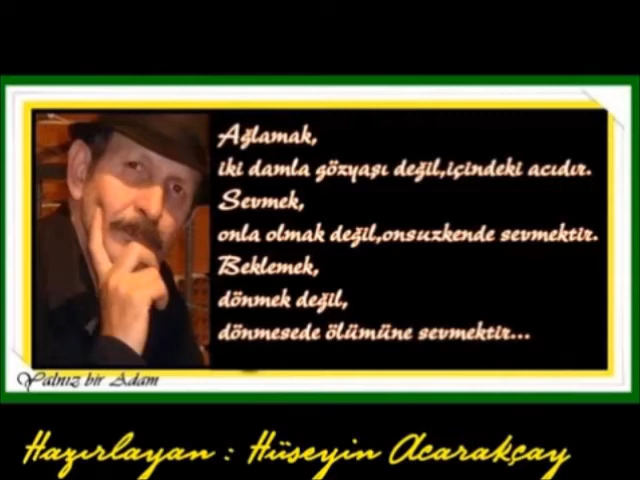 Ağlamak,
iki damla gözyaşı değil,içindeki acıdır.
Sevmek,
onla olmak değil,onsuzkende sevmektir.
Beklemek,
dönmek değil,
dönmesede ölümüne sevmektir...
Yalnız bir Adam
Hazırlayan : Hüseyin Acarakçay